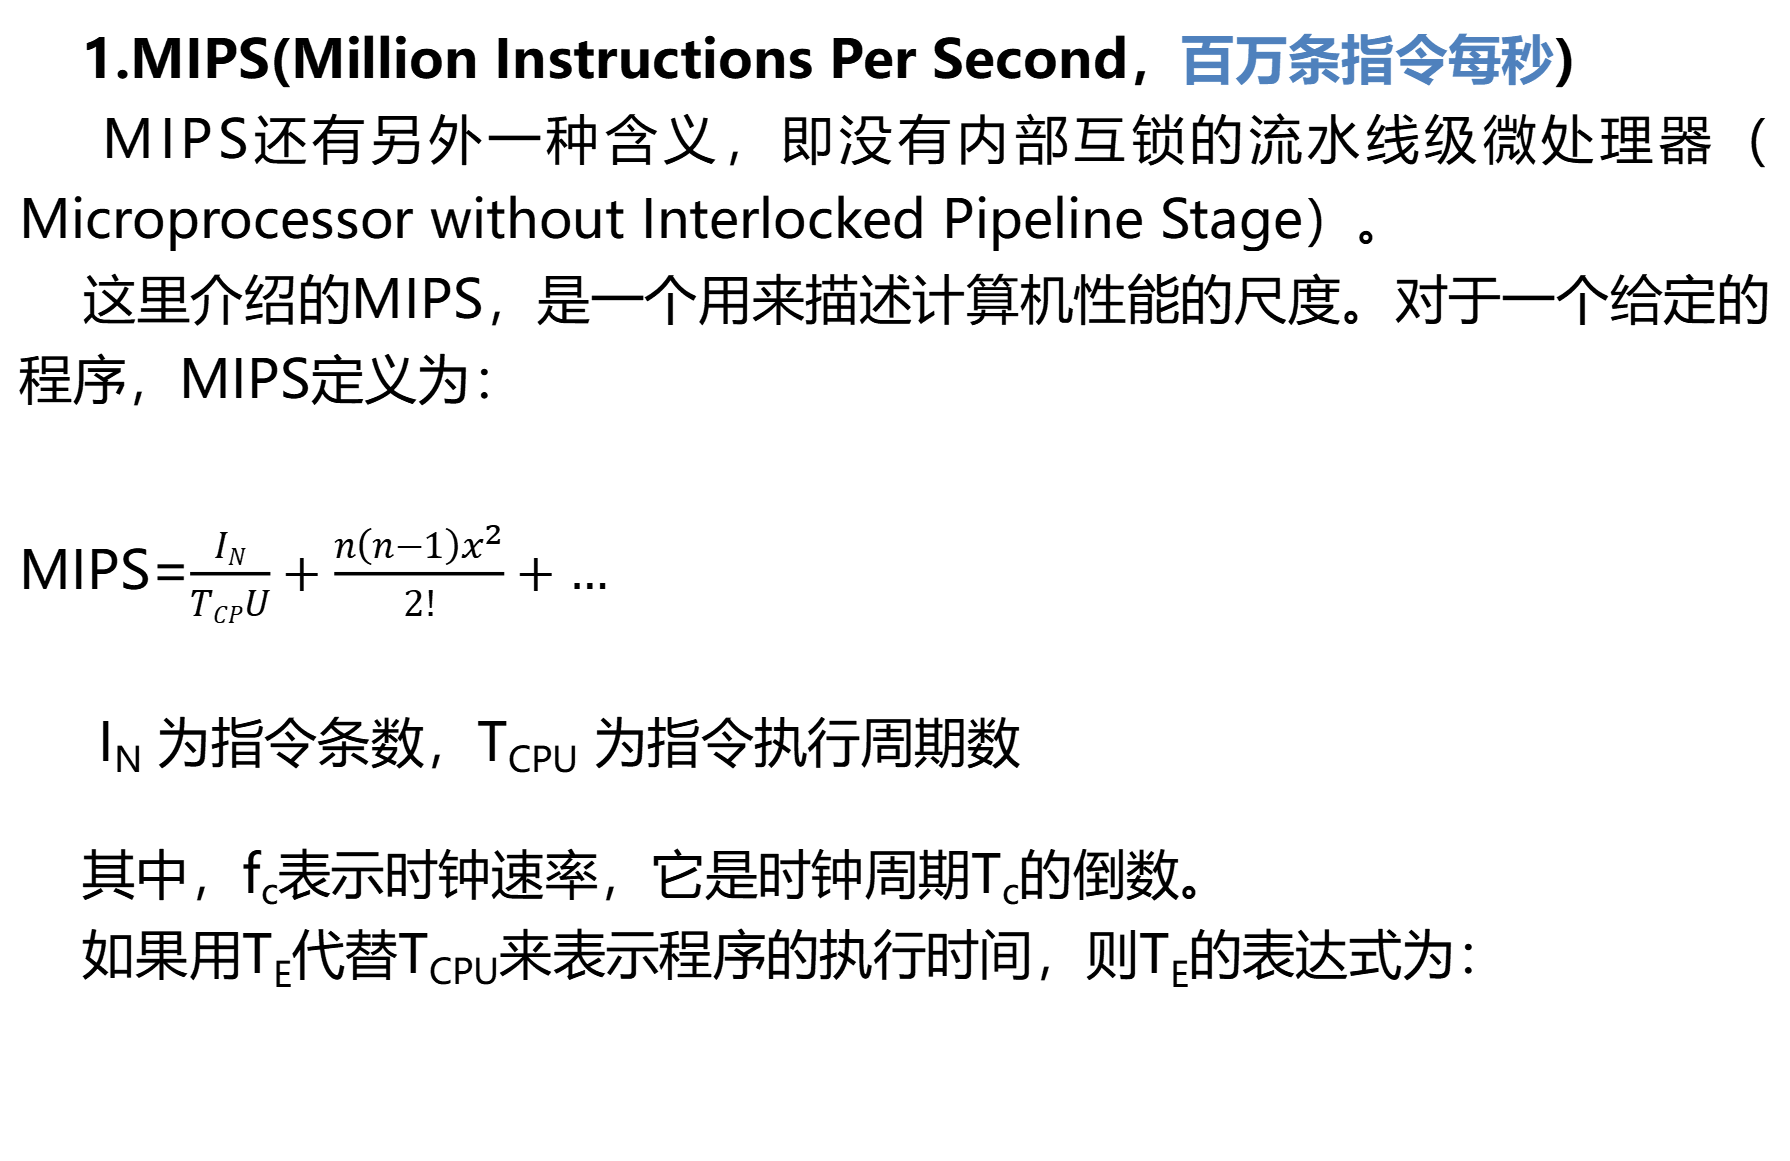 1.MIPS(Million Instructions Per Second，百万条指令每秒)
MIPS还有另外一种含义，即没有内部互锁的流水线级微处理器（
Microprocessor without Interlocked Pipeline Stage）。
这里介绍的MIPS，是一个用来描述计算机性能的尺度。对于一个给定的
程序，MIPS定义为：
MIPS=\frac{I_N}{T_{CP}U} + \frac{n(n−1)x²}{2!} + …
I_N 为指令条数，T_CPU 为指令执行周期数
其中，f_c表示时钟速率，它是时钟周期T_c的倒数。
如果用T_E代替T_CPU来表示程序的执行时间，则T_E的表达式为：